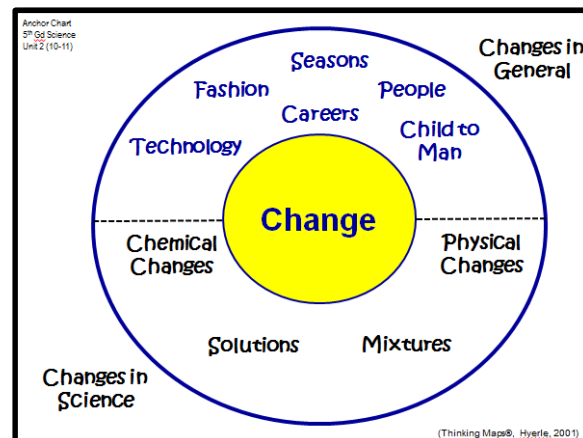 Anchor Chart
5th Gd Science
Unit 2 (10-11)
Changes in
General
Seasons
Fashion
People
Careers
Technology
Child to
Man
Change
Chemical
Changes
Physical
Changes
Solutions
Mixtures
Changes in
Science
(Thinking Maps®, Hyerle, 2001)